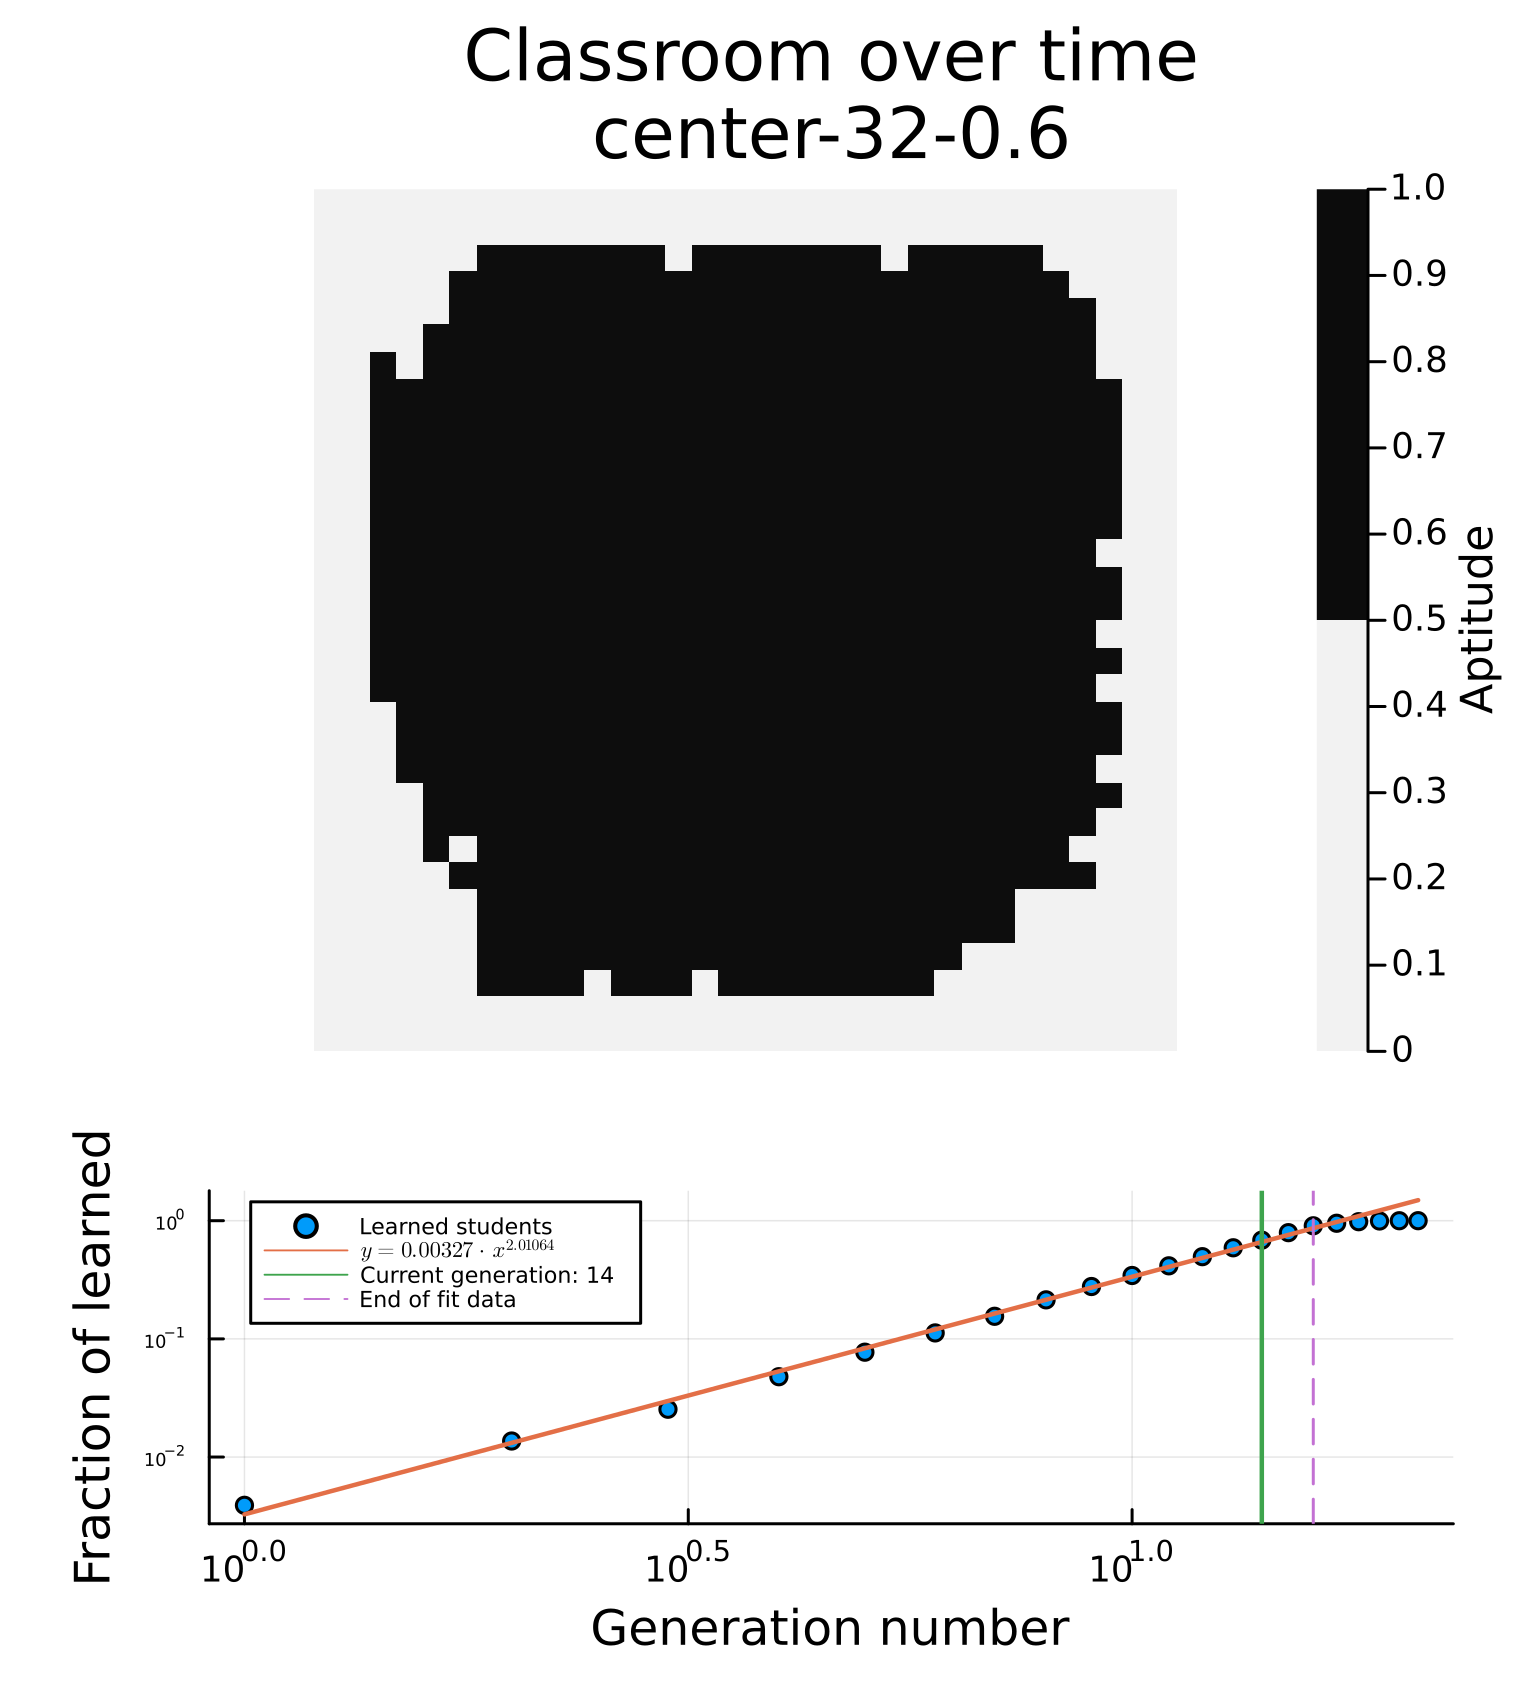 Classroom over time
center-32-0.6
1.0
0.9
0.8
0.7
0.6
0.5
0.4
0.3
0.2
0.1
0
Aptitude
Fraction of learned
10⁰
10⁻¹
10⁻²
Learned students
y = 0.00327 · x^2.01064
Current generation: 14
End of fit data
10^0.0
10^0.5
10^1.0
Generation number